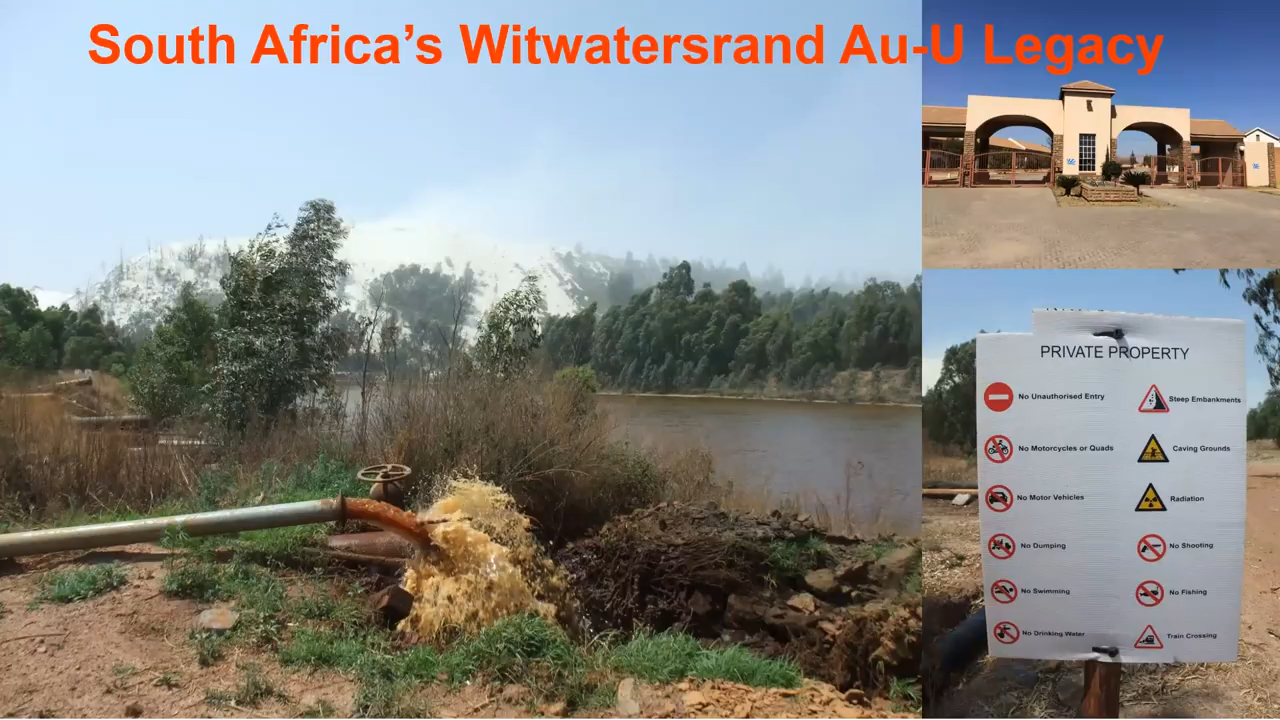 South Africa's Witwatersrand Au-U Legacy
PRIVATE PROPERTY
No Unauthorised Entry
Steep Embankments
No Motorcycles or Quads
Caving Grounds
No Motor Vehicles
Radiation
No Dumping
No Shooting
No Swimming
No Fishing
No Drinking Water
Train Crossing